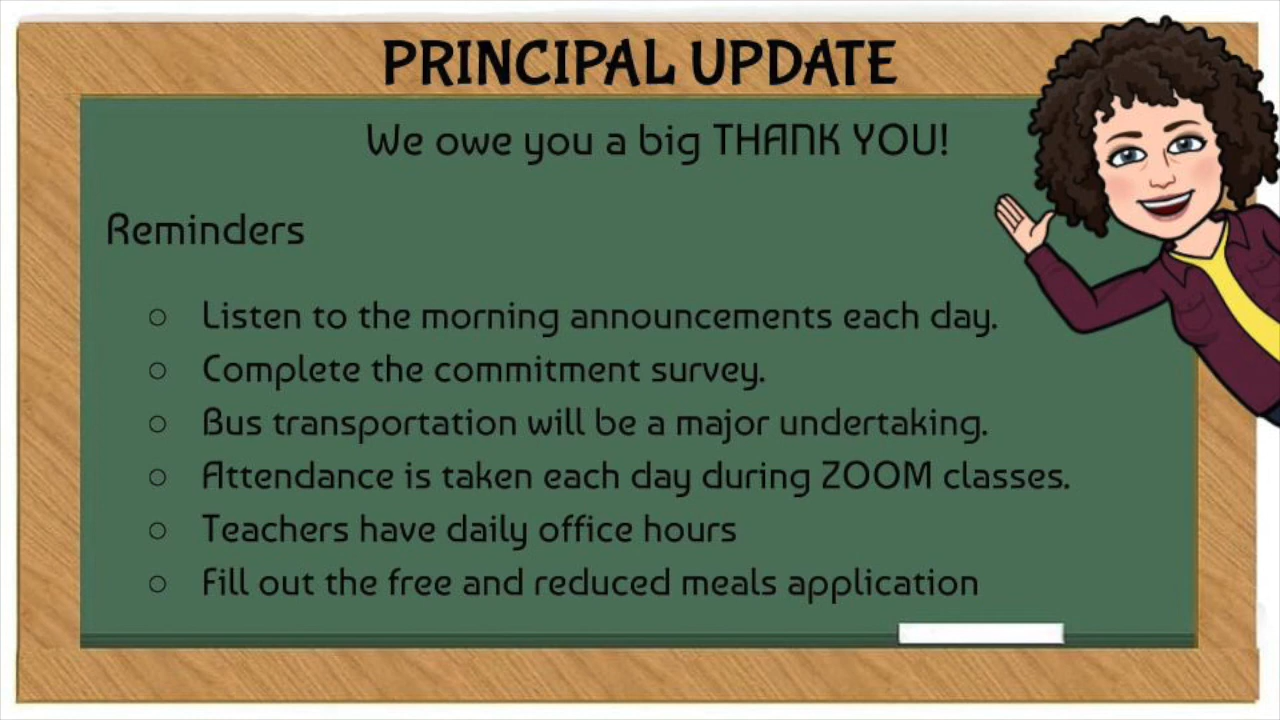 PRINCIPAL UPDATE
We owe you a big THANK YOU!
Reminders
○ Listen to the morning announcements each day.
○ Complete the commitment survey.
○ Bus transportation will be a major undertaking.
○ Attendance is taken each day during ZOOM classes.
○ Teachers have daily office hours
○ Fill out the free and reduced meals application